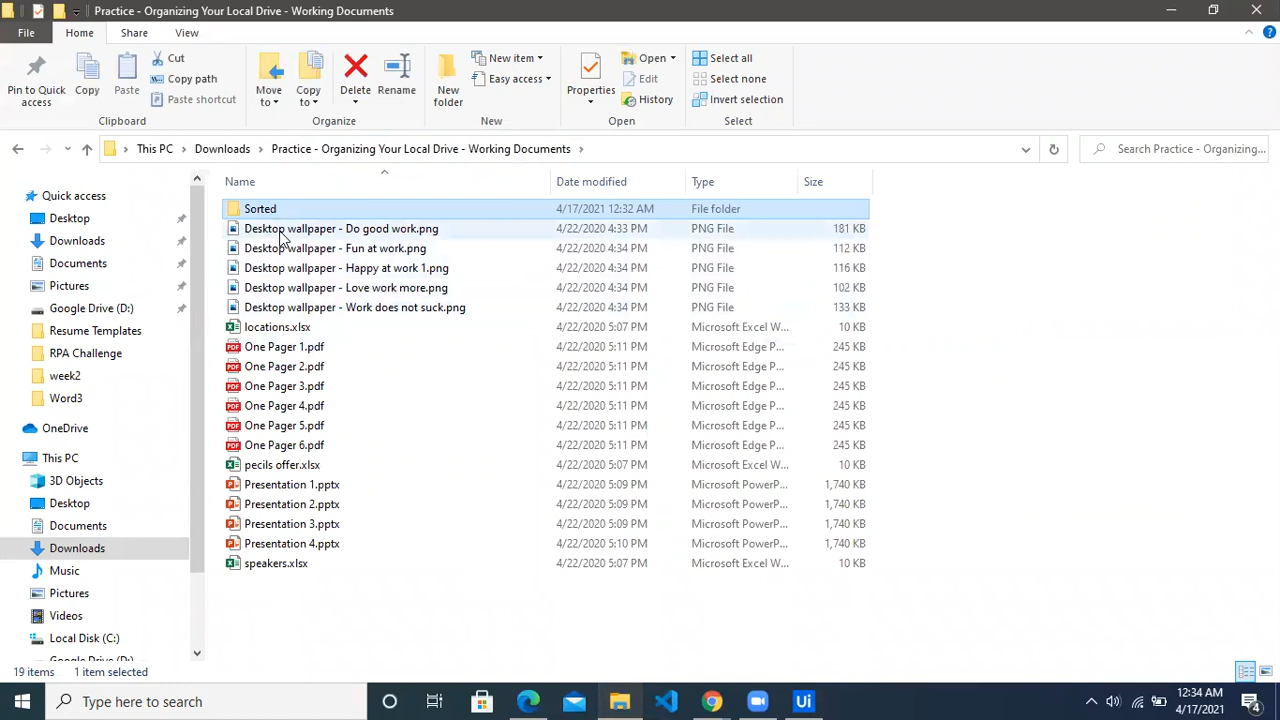 Practice - Organizing Your Local Drive - Working Documents
File Home Share View
Pin to Quick access
Copy
Paste
Cut
Copy path
Paste shortcut
Clipboard
Move to
Copy to
Delete
Rename
Organize
New folder
New item
Easy access
New
Properties
Open
Edit
History
Open
Select all
Select none
Invert selection
Select
This PC > Downloads > Practice - Organizing Your Local Drive - Working Documents >
Search Practice - Organizing...
Quick access
Desktop
Downloads
Documents
Pictures
Google Drive (D:)
Resume Templates
RPA Challenge
week2
Word3
OneDrive
This PC
3D Objects
Desktop
Documents
Downloads
Music
Pictures
Videos
Local Disk (C:)
Google Drive (D:)
Name Date modified Type Size
Sorted 4/17/2021 12:32 AM File folder
Desktop wallpaper - Do good work.png 4/22/2020 4:33 PM PNG File 181 KB
Desktop wallpaper - Fun at work.png 4/22/2020 4:34 PM PNG File 112 KB
Desktop wallpaper - Happy at work 1.png 4/22/2020 4:34 PM PNG File 116 KB
Desktop wallpaper - Love work more.png 4/22/2020 4:34 PM PNG File 102 KB
Desktop wallpaper - Work does not suck.png 4/22/2020 4:34 PM PNG File 133 KB
locations.xlsx 4/22/2020 5:07 PM Microsoft Excel W... 10 KB
One Pager 1.pdf 4/22/2020 5:11 PM Microsoft Edge P... 245 KB
One Pager 2.pdf 4/22/2020 5:11 PM Microsoft Edge P... 245 KB
One Pager 3.pdf 4/22/2020 5:11 PM Microsoft Edge P... 245 KB
One Pager 4.pdf 4/22/2020 5:11 PM Microsoft Edge P... 245 KB
One Pager 5.pdf 4/22/2020 5:11 PM Microsoft Edge P... 245 KB
One Pager 6.pdf 4/22/2020 5:11 PM Microsoft Edge P... 245 KB
pecils offer.xlsx 4/22/2020 5:07 PM Microsoft Excel W... 10 KB
Presentation 1.pptx 4/22/2020 5:09 PM Microsoft PowerP... 1,740 KB
Presentation 2.pptx 4/22/2020 5:09 PM Microsoft PowerP... 1,740 KB
Presentation 3.pptx 4/22/2020 5:09 PM Microsoft PowerP... 1,740 KB
Presentation 4.pptx 4/22/2020 5:10 PM Microsoft PowerP... 1,740 KB
speakers.xlsx 4/22/2020 5:07 PM Microsoft Excel W... 10 KB
19 items 1 item selected
Type here to search
Ui
12:34 AM
4/17/2021
4